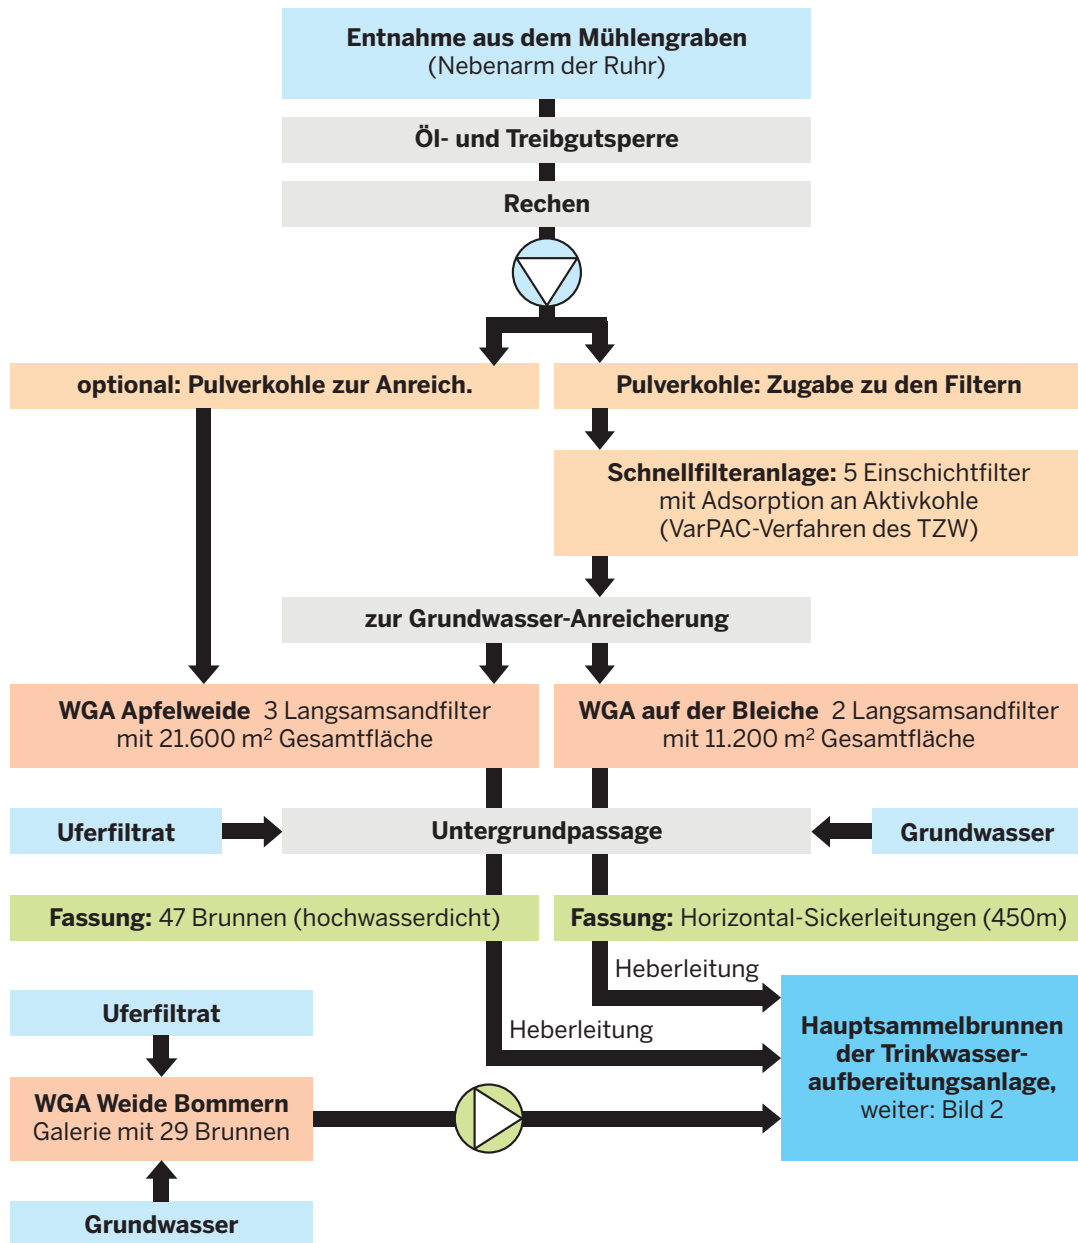 Entnahme aus dem Mühlengraben
(Nebenarm der Ruhr)
Öl- und Treibgutsperre
Rechen
optional: Pulverkohle zur Anreich.
Pulverkohle: Zugabe zu den Filtern
Schnellfilteranlage: 5 Einschichtfilter
mit Adsorption an Aktivkohle
(VarPAC-Verfahren des TZW)
zur Grundwasser-Anreicherung
WGA Apfelweide 3 Langsamsandfilter
mit 21.600 m² Gesamtfläche
WGA auf der Bleiche 2 Langsamsandfilter
mit 11.200 m² Gesamtfläche
Uferfiltrat
Untergrundpassage
Grundwasser
Fassung: 47 Brunnen (hochwasserdicht)
Fassung: Horizontal-Sickerleitungen (450m)
Heberleitung
Heberleitung
Hauptsammelbrunnen
der Trinkwasser-
aufbereitungsanlage,
weiter: Bild 2
Uferfiltrat
WGA Weide Bommern
Galerie mit 29 Brunnen
Grundwasser